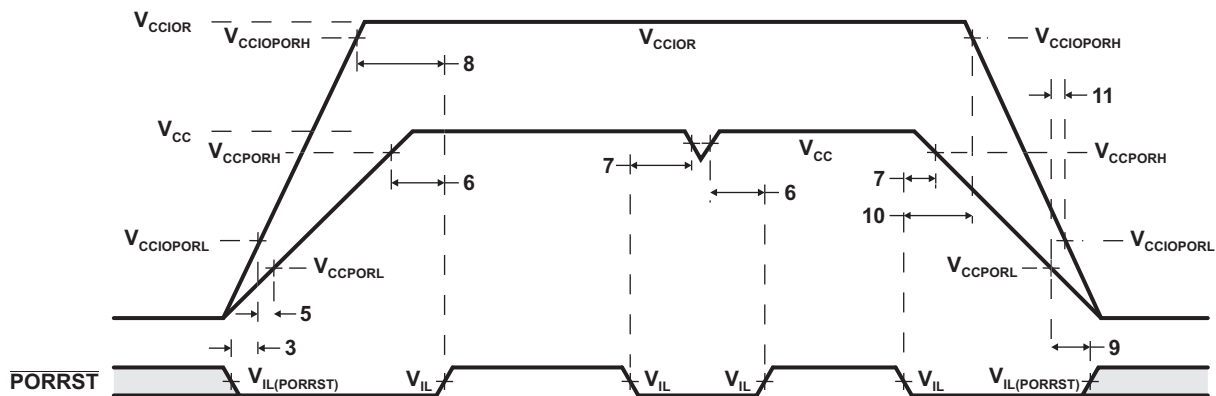 VCCIOR
VCCIOPORH
VCCIOR
VCCIOPORH
8
11
VCC
VCCPORH
VCC
VCCPORH
7
7
6
6
10
VCCIOPORL
VCCIOPORL
VCCPORL
VCCPORL
5
3
9
PORRST
VIL(PORRST)
VIL
VIL
VIL
VIL
VIL(PORRST)